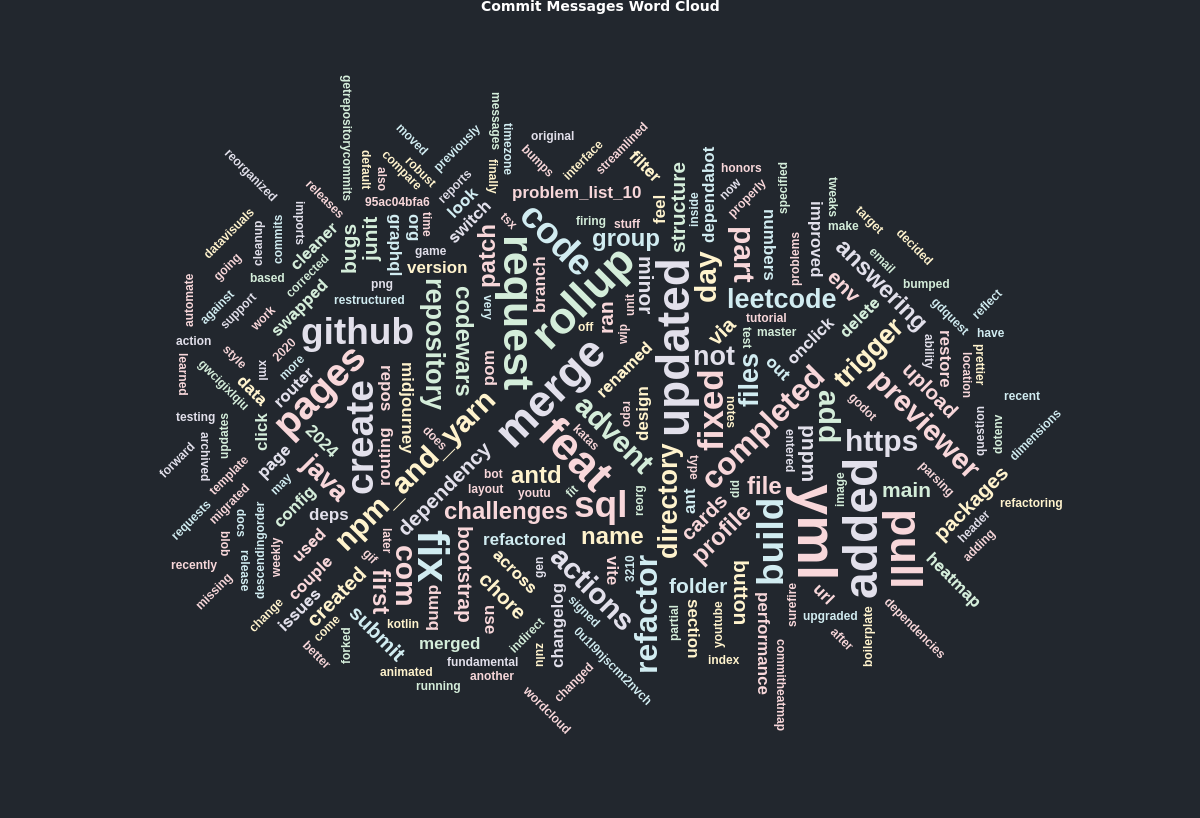 Commit Messages Word Cloud
getrepositorycommits
messages
timezone
moved
previously
original
bumps
interface
streamlined
filter
reorganized
default
also
compare
robust
finally
reports
look
switch
tsx
problem_list_10
firing
stuff
feel
structure
inside
dependabot
honors
now
properly
specified
tweaks
make
target
decided
releases
95ac04bfa6
time
datavisuals
cleanup
commits
imports
cleaner
bugs
junit
graphql
org
game
version
patch
code
group
minor
day
part
numbers
problems
improved
answering
email
bumped
env
delete
gdquest
reflect
going
based
corrected
support
against
automate
work
swapped
png
restructured
repository
codewars
very
request
branch
rollup
ran
unit
wip
off
updated
leetcode
tutorial
via
master
test
onclick
trigger
ability
restore
have
location
prettier
action
github
style
2020
more
router
xml
learned
gwclgixlqiu
data
pages
create
repos
midjourney
pom
merge
renamed
not
files
out
fixed
notes
design
repo
completed
add
godot
previewer
upload
recent
question
dotenv
dimensions
testing
updates
click
2024
routing
does
npm_and_yarn
feat
katas
advent
https
forward
archived
template
page
java
may
dependency
bot
antd
layout
youtu
fit
reorg
directory
type
ant
did
file
entered
pmdu
image
parsing
main
packages
refactoring
requests
migrated
docs
config
deps
challenges
sql
cards
profile
yml
added
null
header
adding
blob
release
descendingorder
weekly
used
later
refactored
name
build
recently
missing
couple
gif
com
fix
bootstrap
across
gen
actions
vite
3210
refactor
folder
button
heatmap
issues
created
first
bump
chore
changelog
signed
partial
section
youtube
performance
surefire
url
upgraded
boilerplate
dependencies
change
come
forked
submit
kotlin
use
indirect
0u1l9njscmt2nvch
index
after
better
merged
fundamental
nlnz
animated
another
running
changed
wordcloud
commitheatmap